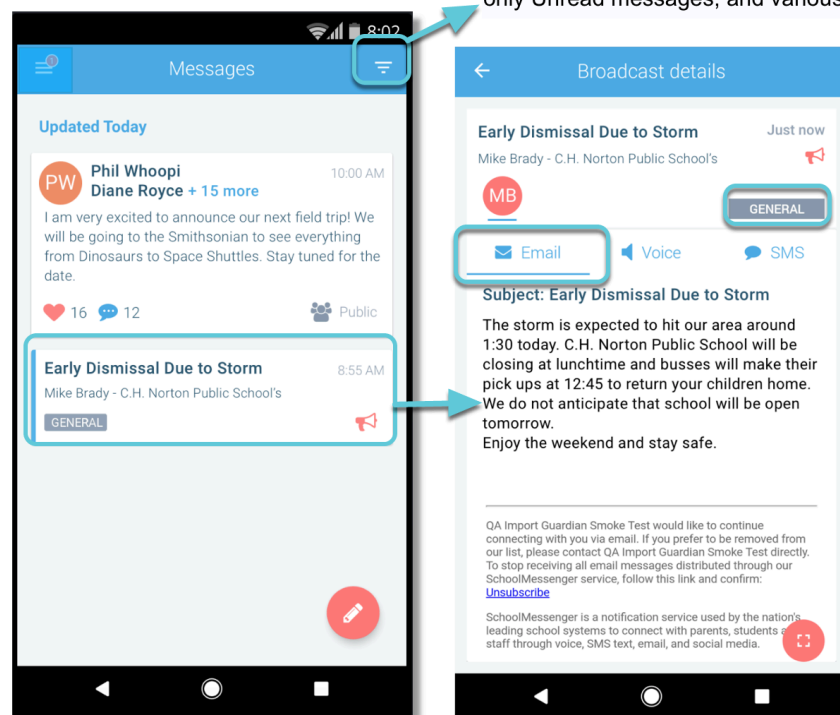 only Unread messages, and various
8:02
Messages
Updated Today
PW
Phil Whoopi
Diane Royce + 15 more
10:00 AM
I am very excited to announce our next field trip! We
will be going to the Smithsonian to see everything
from Dinosaurs to Space Shuttles. Stay tuned for the
date.
16
12
Public
Early Dismissal Due to Storm
8:55 AM
Mike Brady - C.H. Norton Public School's
GENERAL
Broadcast details
Early Dismissal Due to Storm
Just now
Mike Brady - C.H. Norton Public School's
MB
GENERAL
Email
Voice
SMS
Subject: Early Dismissal Due to Storm
The storm is expected to hit our area around
1:30 today. C.H. Norton Public School will be
closing at lunchtime and busses will make their
pick ups at 12:45 to return your children home.
We do not anticipate that school will be open
tomorrow.
Enjoy the weekend and stay safe.
QA Import Guardian Smoke Test would like to continue
connecting with you via email. If you prefer to be removed from
our list, please contact QA Import Guardian Smoke Test directly.
To stop receiving all email messages distributed through our
SchoolMessenger service, follow this link and confirm:
Unsubscribe
SchoolMessenger is a notification service used by the nation's
leading school systems to connect with parents, students
staff through voice, SMS text, email, and social media.